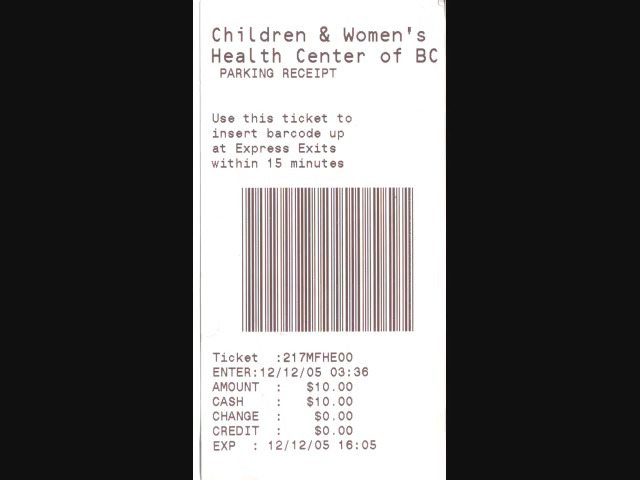 Children & Women's
Health Center of BC
PARKING RECEIPT
Use this ticket to
insert barcode up
at Express Exits
within 15 minutes
Ticket :217MFHE00
ENTER:12/12/05 03:36
AMOUNT : $10.00
CASH : $10.00
CHANGE : $0.00
CREDIT : $0.00
EXP : 12/12/05 16:05